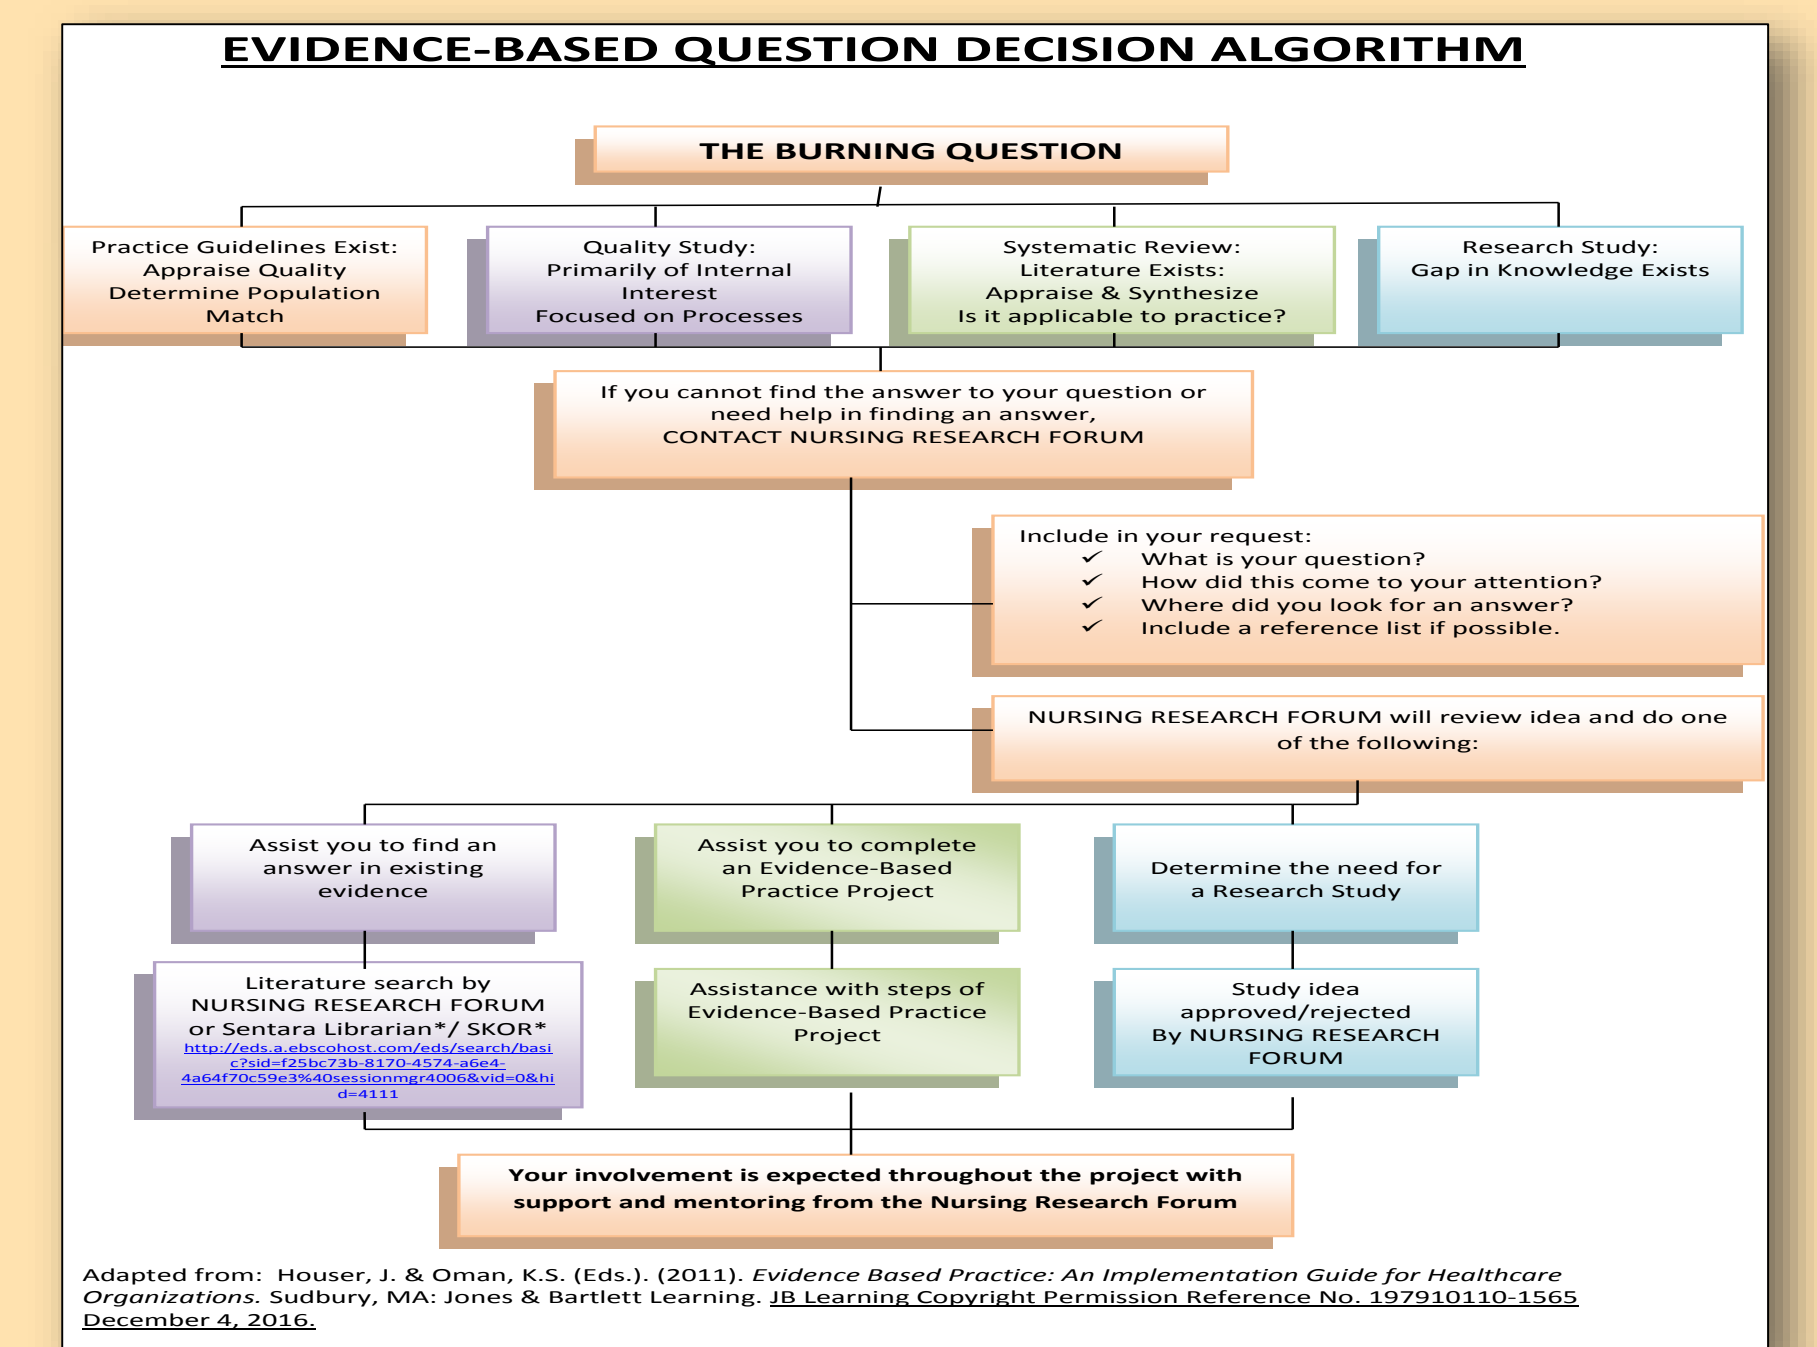 EVIDENCE-BASED QUESTION DECISION ALGORITHM
THE BURNING QUESTION
Practice Guidelines Exist:
Appraise Quality
Determine Population
Match
Quality Study:
Primarily of Internal
Interest
Focused on Processes
Systematic Review:
Literature Exists:
Appraise & Synthesize
Is it applicable to practice?
Research Study:
Gap in Knowledge Exists
If you cannot find the answer to your question or
need help in finding an answer,
CONTACT NURSING RESEARCH FORUM
Include in your request:
✓ What is your question?
✓ How did this come to your attention?
✓ Where did you look for an answer?
✓ Include a reference list if possible.
NURSING RESEARCH FORUM will review idea and do one
of the following:
Assist you to find an
answer in existing
evidence
Assist you to complete
an Evidence-Based
Practice Project
Determine the need for
a Research Study
Literature search by
NURSING RESEARCH FORUM
or Sentara Librarian*/ SKOR*
http://eds.a.ebscohost.com/eds/search/basi
c?sid=f25bc73b-8170-4574-a6e4-
4a64f70c59e3%40sessionmgr4006&vid=0&hi
d=4111
Assistance with steps of
Evidence-Based Practice
Project
Study idea
approved/rejected
By NURSING RESEARCH
FORUM
Your involvement is expected throughout the project with
support and mentoring from the Nursing Research Forum
Adapted from: Houser, J. & Oman, K.S. (Eds.). (2011). Evidence Based Practice: An Implementation Guide for Healthcare
Organizations. Sudbury, MA: Jones & Bartlett Learning. JB Learning Copyright Permission Reference No. 197910110-1565
December 4, 2016.